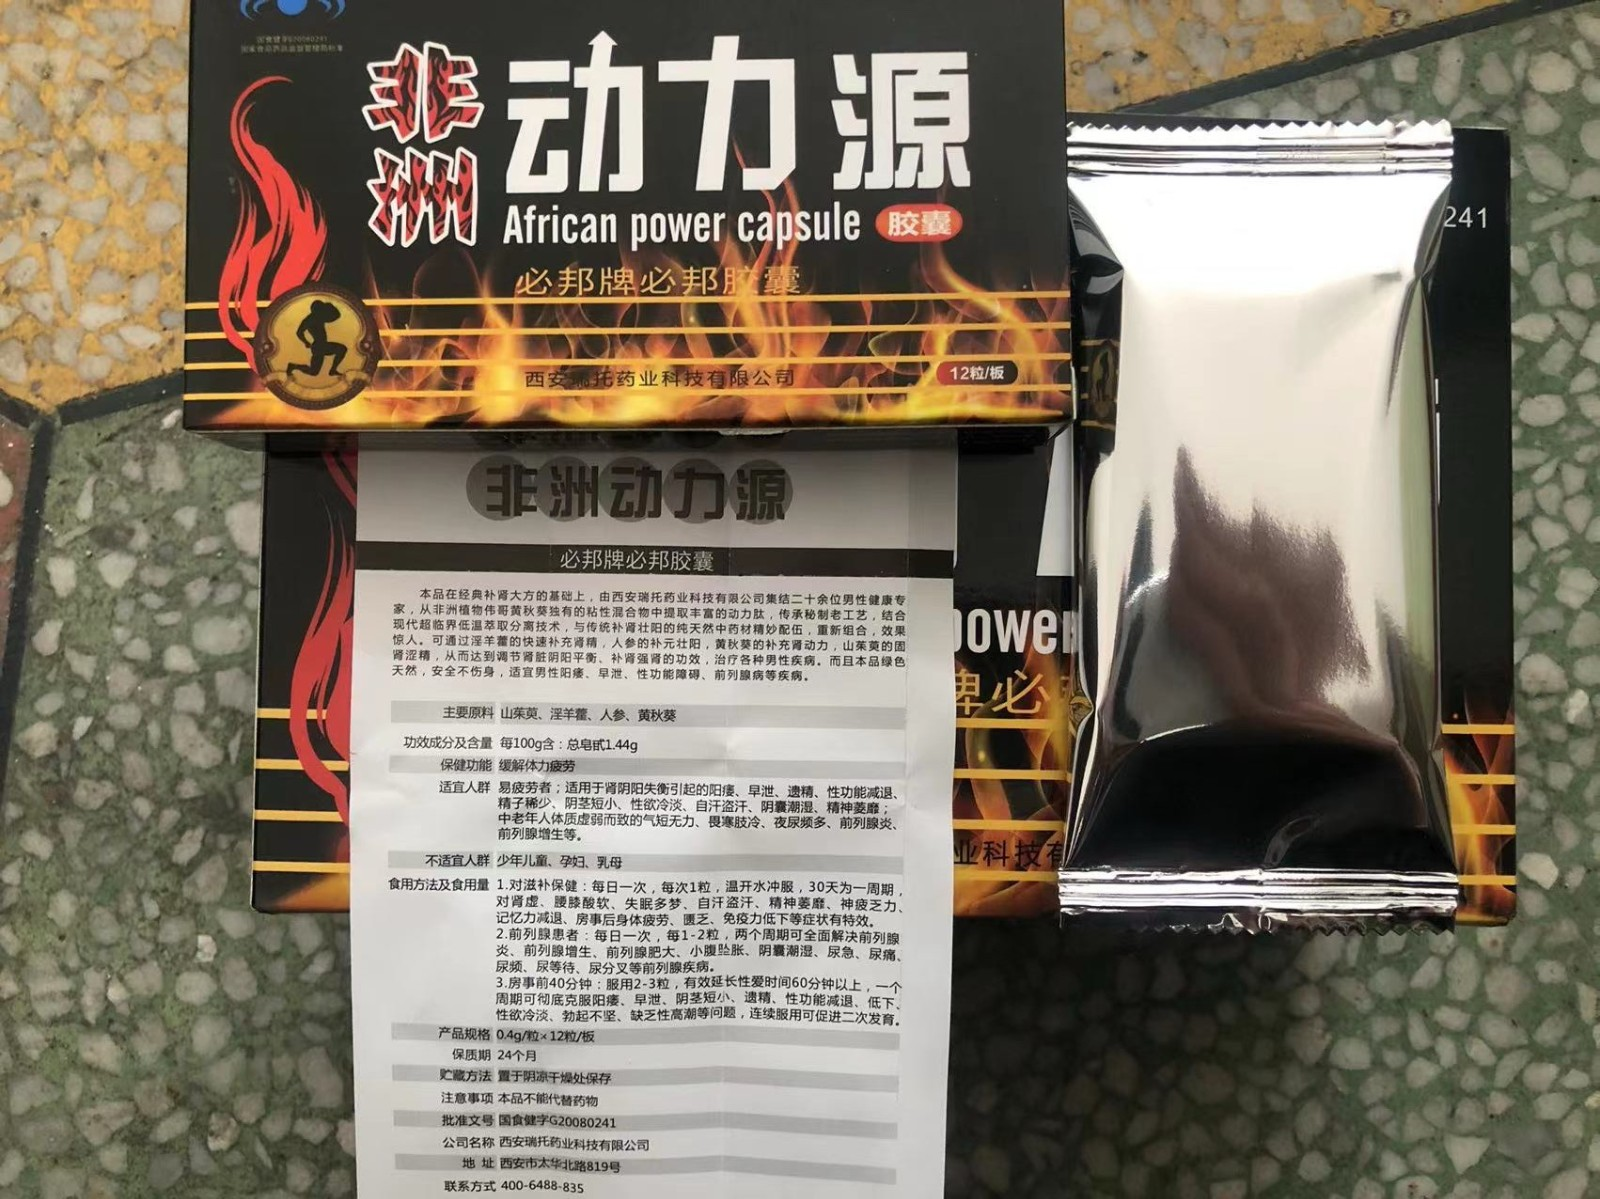 国食健字G20080241
非洲动力源
African power capsule 胶囊
必邦牌必邦胶囊
西安瑞托药业科技有限公司
12粒/板
241
power
牌必
业科技有
非洲动力源
必邦牌必邦胶囊
本品在经典补肾大方的基础上，由西安瑞托药业科技有限公司集结二十余位男性健康专
家，从非洲植物伟哥黄秋葵独有的粘性混合物中提取丰富的动力肽，传承秘制老工艺，结合
现代超临界低温萃取分离技术，与传统补肾壮阳的纯天然中药材精妙配伍，重新组合，效果
惊人。可通过淫羊藿的快速补充肾精，人参的补元壮阳，黄秋葵的补充肾动力，山茱萸的固
肾涩精，从而达到调节肾脏阴阳平衡、补肾强肾的功效，治疗各种男性疾病。而且本品绿色
天然，安全不伤身，适宜男性阳痿、早泄、性功能障碍、前列腺病等疾病。
主要原料 山茱萸、淫羊藿、人参、黄秋葵
功效成分及含量 每100g含：总皂甙1.44g
保健功能 缓解体力疲劳
适宜人群 易疲劳者；适用于肾阴阳失衡引起的阳痿、早泄、遗精、性功能减退、
精子稀少、阴茎短小、性欲冷淡、自汗盗汗、阴囊潮湿、精神萎靡；
中老年人体质虚弱而致的气短无力、畏寒肢冷、夜尿频多、前列腺炎、
前列腺增生等。
不适宜人群 少年儿童、孕妇、乳母
食用方法及食用量 1.对滋补保健：每日一次，每次1粒，温开水冲服，30天为一周期，
对肾虚、腰膝酸软、失眠多梦、自汗盗汗、精神萎靡、神疲乏力、
记忆力减退、房事后身体疲劳、匮乏、免疫力低下等症状有特效。
2.前列腺患者：每日一次，每1-2粒，两个周期可全面解决前列腺
炎、前列腺增生、前列腺肥大、小腹坠胀、阴囊潮湿、尿急、尿痛、
尿频、尿等待、尿分叉等前列腺疾病。
3.房事前40分钟：服用2-3粒，有效延长性爱时间60分钟以上，一个
周期可彻底克服阳痿、早泄、阴茎短小、遗精、性功能减退、低下、
性欲冷淡、勃起不坚、缺乏性高潮等问题，连续服用可促进二次发育。
产品规格 0.4g/粒×12粒/板
保质期 24个月
贮藏方法 置于阴凉干燥处保存
注意事项 本品不能代替药物
批准文号 国食健字G20080241
公司名称 西安瑞托药业科技有限公司
地 址 西安市太华北路819号
联系方式 400-6488-835